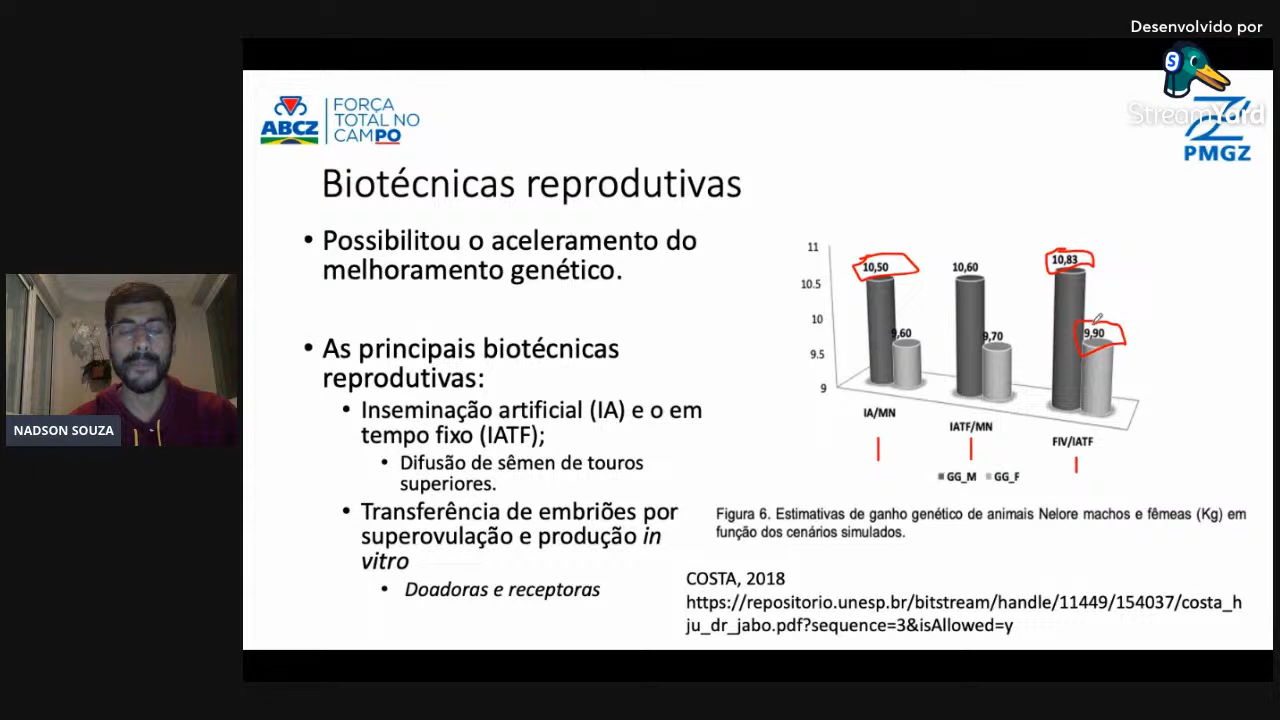 Desenvolvido por
S
StreamYard
ABCZ
FORÇA
TOTAL NO
CAMPO
PMGZ
Biotécnicas reprodutivas
• Possibilitou o aceleramento do
melhoramento genético.
• As principais biotécnicas
reprodutivas:
• Inseminação artificial (IA) e o em
tempo fixo (IATF);
• Difusão de sêmen de touros
superiores.
• Transferência de embriões por
superovulação e produção in
vitro
• Doadoras e receptoras
NADSON SOUZA
11
10.5
10
9.5
9
10,50
9,60
10,60
9,70
10,83
9,90
IA/MN
IATF/MN
FIV/IATF
GG_M GG_F
Figura 6. Estimativas de ganho genético de animais Nelore machos e fêmeas (Kg) em
função dos cenários simulados.
COSTA, 2018
https://repositorio.unesp.br/bitstream/handle/11449/154037/costa_h
ju_dr_jabo.pdf?sequence=3&isAllowed=y